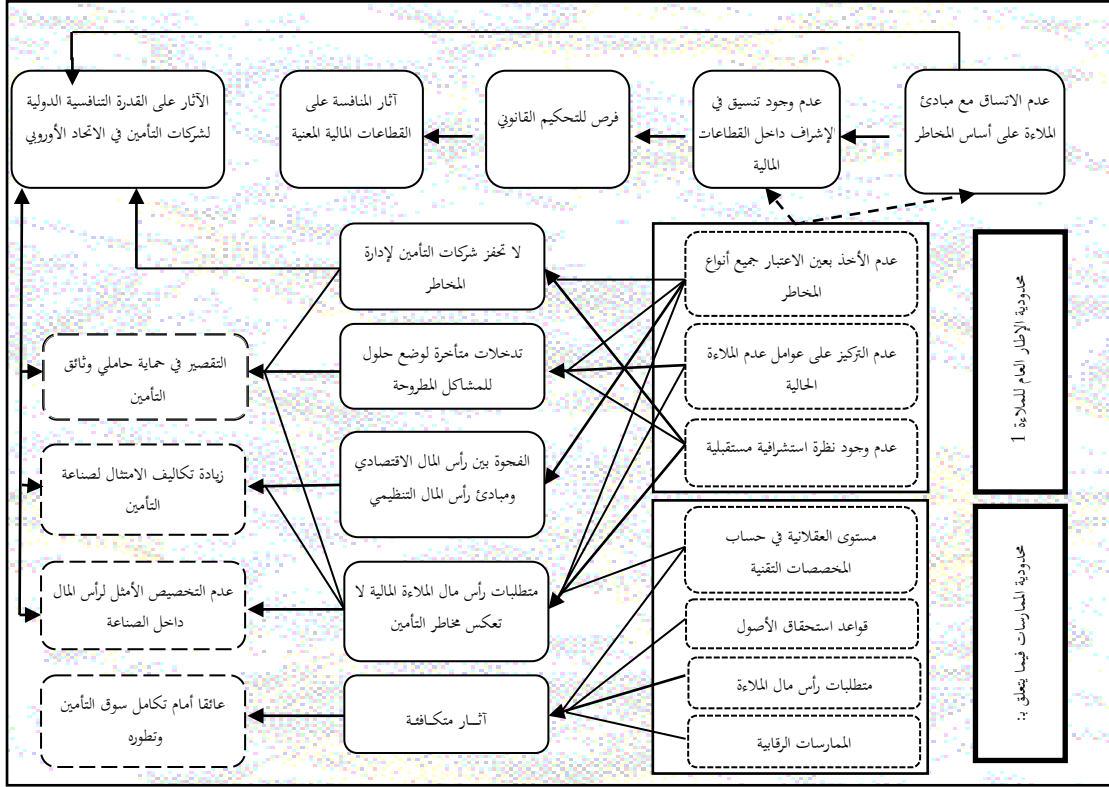 عدم الاتساق مع مبادئ
الملاءة على أساس المخاطر
عدم وجود تنسيق في
لإشراف داخل القطاعات
المالية
فرص للتحكيم القانوني
آثار المنافسة على
القطاعات المالية المعنية
الآثار على القدرة التنافسية الدولية
لشركات التأمين في الاتحاد الأوروبي
محدودية الإطار العام للملاءة 1
عدم الأخذ بعين الاعتبار جميع أنواع
المخاطر
عدم التركيز على عوامل عدم الملاءة
الحالية
عدم وجود نظرة استشرافية مستقبلية
لا تحفز شركات التأمين لإدارة
المخاطر
تدخلات متأخرة لوضع حلول
للمشاكل المطروحة
الفجوة بين رأس المال الاقتصادي
ومبادئ رأس المال التنظيمي
متطلبات رأس مال الملاءة المالية لا
تعكس مخاطر التأمين
آثــار متكــافئـة
التقصير في حماية حاملي وثائق
التأمين
زيادة تكاليف الامتثال لصناعة
التأمين
عدم التخصيص الأمثل لرأس المال
داخل الصناعة
عائقا أمام تكامل سوق التأمين
وتطوره
محدودية الممارسات فيما يتعلق بـ:
مستوى العقلانية في حساب
المخصصات التقنية
قواعد استحقاق الأصول
متطلبات رأس مال الملاءة
الممارسات الرقابية